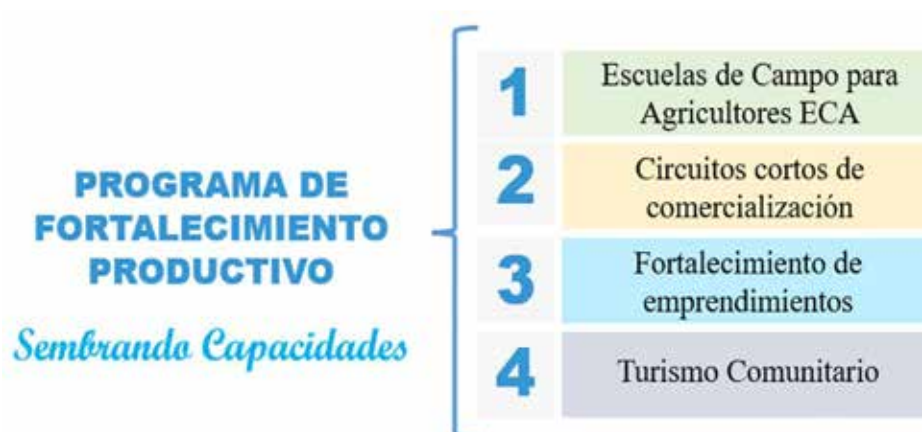 PROGRAMA DE
FORTALECIMIENTO
PRODUCTIVO
Sembrando Capacidades
1
Escuelas de Campo para
Agricultores ECA
2
Circuitos cortos de
comercialización
3
Fortalecimiento de
emprendimientos
4
Turismo Comunitario